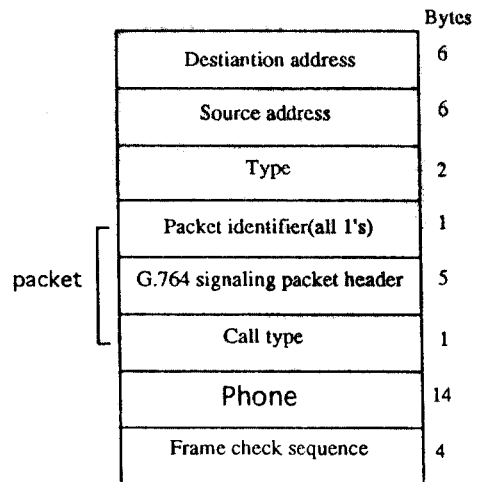 Bytes
Destiantion address 6
Source address 6
Type 2
Packet identifier(all 1's) 1
packet
G.764 signaling packet header 5
Call type 1
Phone 14
Frame check sequence 4